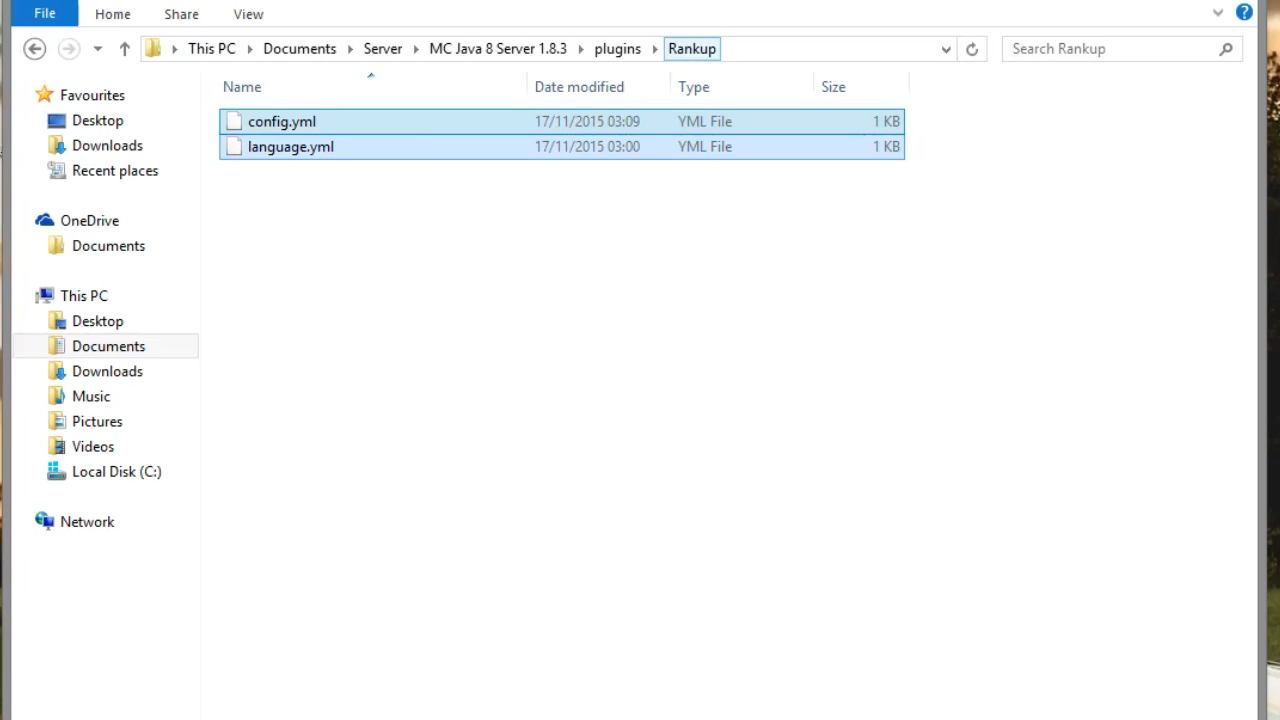 File Home Share View
This PC Documents Server MC Java 8 Server 1.8.3 plugins Rankup Search Rankup
Name Date modified Type Size
Favourites
Desktop
Downloads
Recent places
OneDrive
Documents
This PC
Desktop
Documents
Downloads
Music
Pictures
Videos
Local Disk (C:)
Network
config.yml 17/11/2015 03:09 YML File 1 KB
language.yml 17/11/2015 03:00 YML File 1 KB